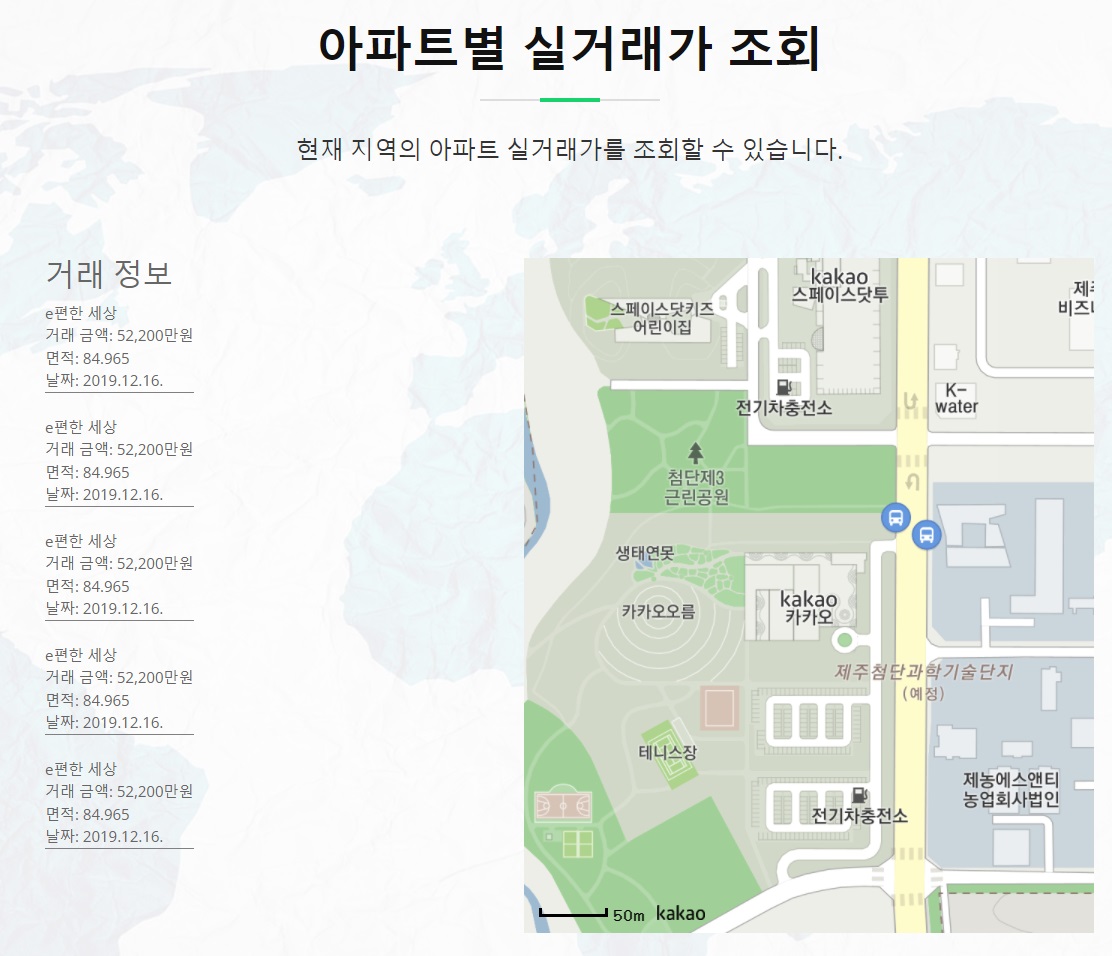 아파트별 실거래가 조회
현재 지역의 아파트 실거래가를 조회할 수 있습니다.
거래 정보
e편한 세상
거래 금액: 52,200만원
면적: 84.965
날짜: 2019.12.16.
e편한 세상
거래 금액: 52,200만원
면적: 84.965
날짜: 2019.12.16.
e편한 세상
거래 금액: 52,200만원
면적: 84.965
날짜: 2019.12.16.
e편한 세상
거래 금액: 52,200만원
면적: 84.965
날짜: 2019.12.16.
e편한 세상
거래 금액: 52,200만원
면적: 84.965
날짜: 2019.12.16.
kakao
스페이스닷투
스페이스닷키즈
어린이집
전기차충전소
K-
water
첨단제3
근린공원
생태연못
카카오오름
kakao
카카오
제주첨단과학기술단지
(예정)
테니스장
제농에스앤티
농업회사법인
전기차충전소
50m kakao